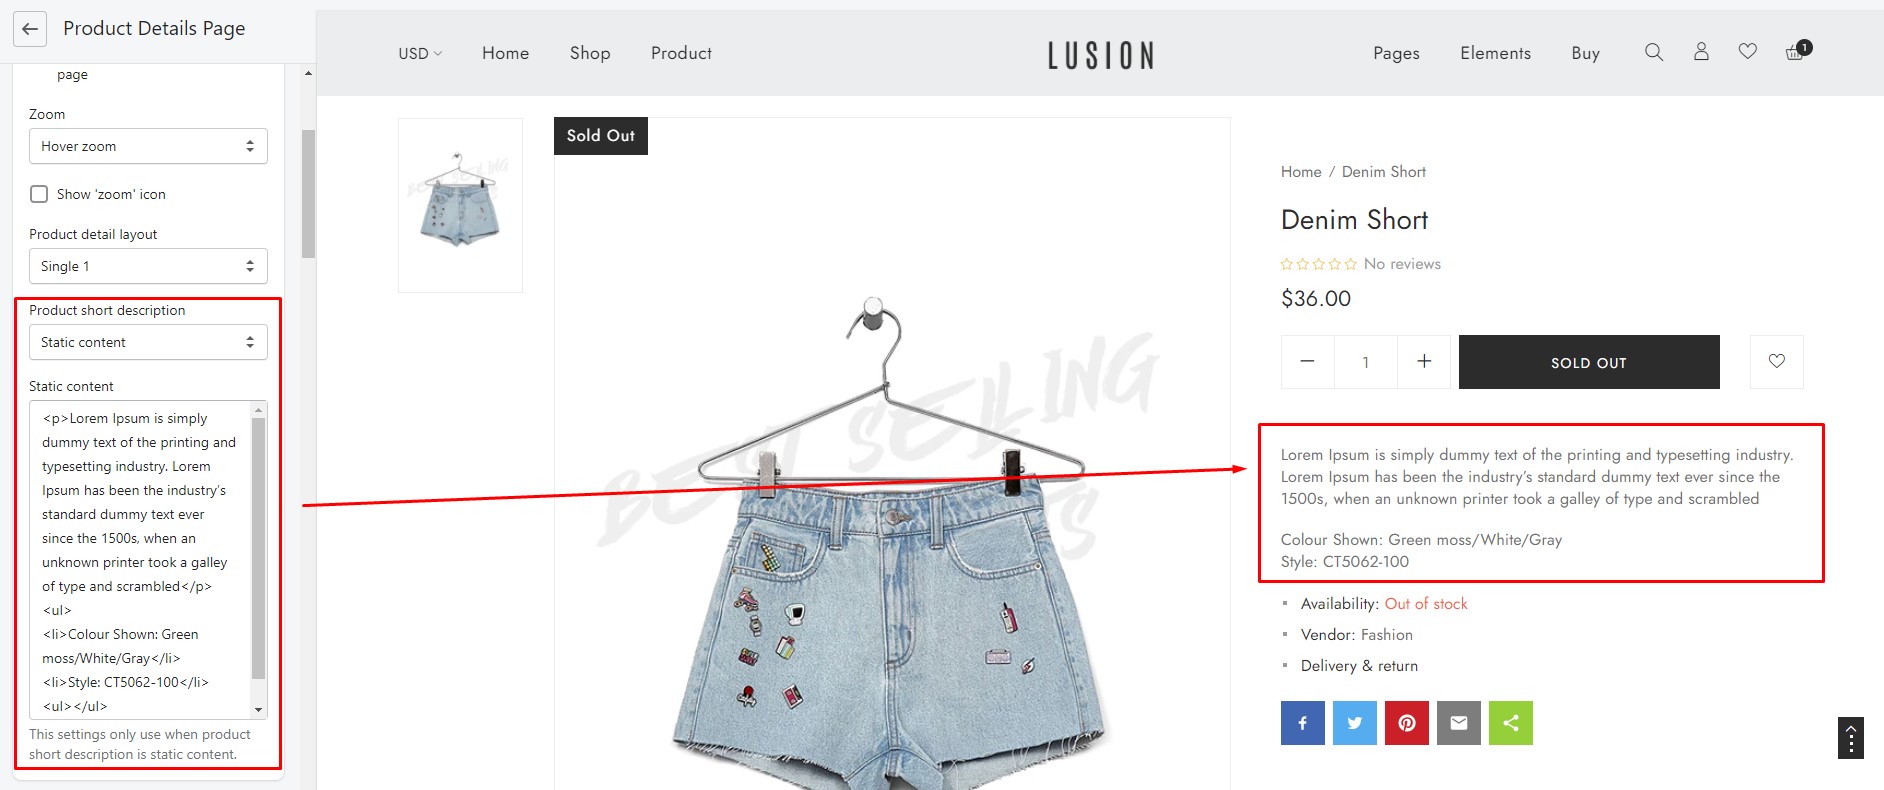 Product Details Page
page
Zoom
Hover zoom
Show 'zoom' icon
Product detail layout
Single 1
Product short description
Static content
Static content
<p>Lorem Ipsum is simply
dummy text of the printing and
typesetting industry. Lorem
Ipsum has been the industry's
standard dummy text ever
since the 1500s, when an
unknown printer took a galley
of type and scrambled</p>
<ul>
<li>Colour Shown: Green
moss/White/Gray</li>
<li>Style: CT5062-100</li>
<ul></ul>
This settings only use when product
short description is static content.
USD Home Shop Product LUSION Pages Elements Buy 1
Sold Out
BEST SELLING
Home / Denim Short
Denim Short
No reviews
$36.00
− 1 + SOLD OUT
Lorem Ipsum is simply dummy text of the printing and typesetting industry.
Lorem Ipsum has been the industry's standard dummy text ever since the
1500s, when an unknown printer took a galley of type and scrambled
Colour Shown: Green moss/White/Gray
Style: CT5062-100
Availability: Out of stock
Vendor: Fashion
Delivery & return